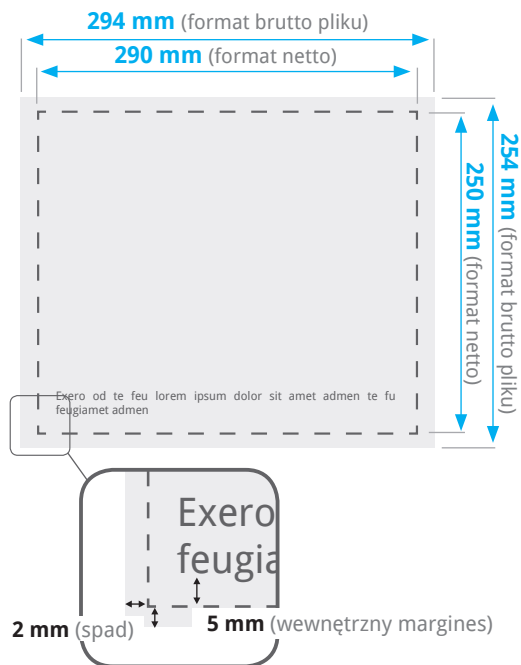 294 mm (format brutto pliku)
290 mm (format netto)
254 mm (format brutto pliku)
250 mm (format netto)
Exero od te feu lorem ipsum dolor sit amet admen te fu
feugiamet admen
Exero
feugia
2 mm (spad)
5 mm (wewnętrzny margines)